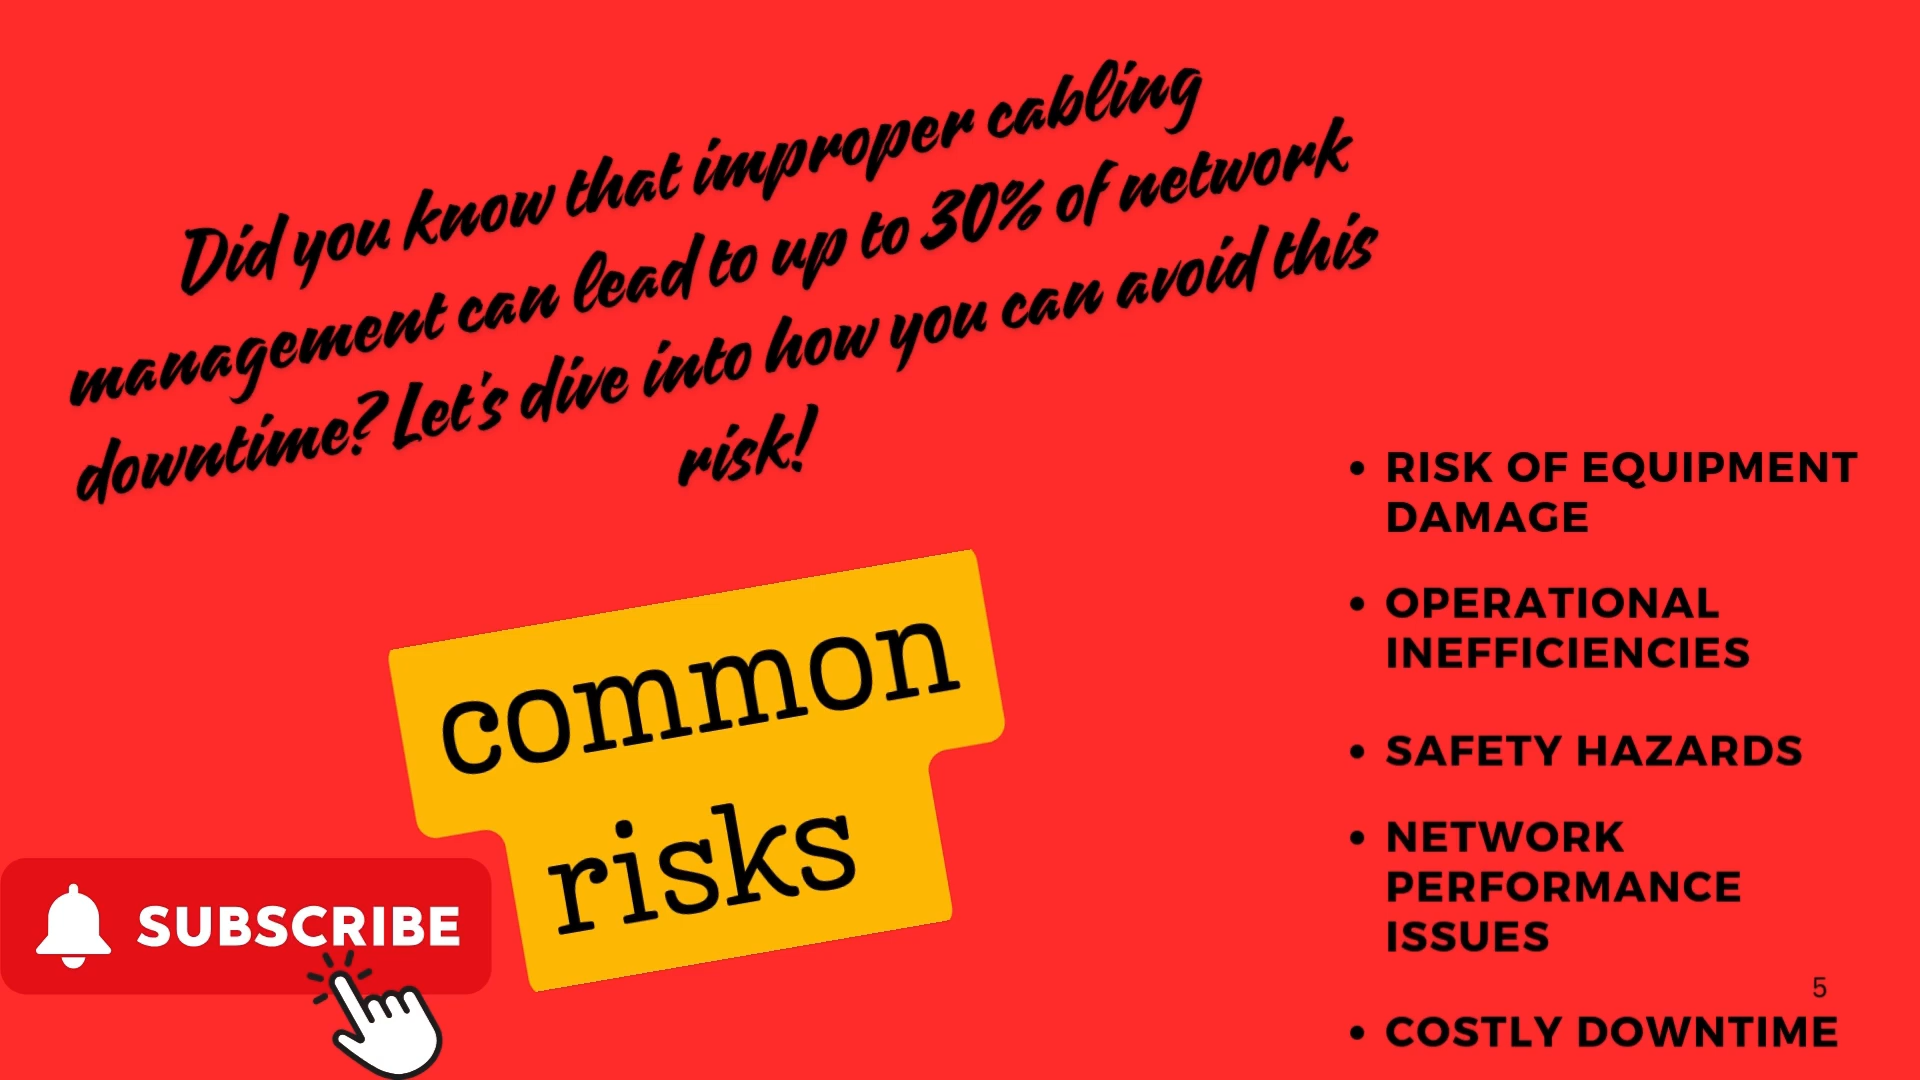 Did you know that improper cabling
management can lead to up to 30% of network
downtime? Let's dive into how you can avoid this
risk!
common
risks
SUBSCRIBE
• RISK OF EQUIPMENT
DAMAGE
• OPERATIONAL
INEFFICIENCIES
• SAFETY HAZARDS
• NETWORK
PERFORMANCE
ISSUES
5
• COSTLY DOWNTIME